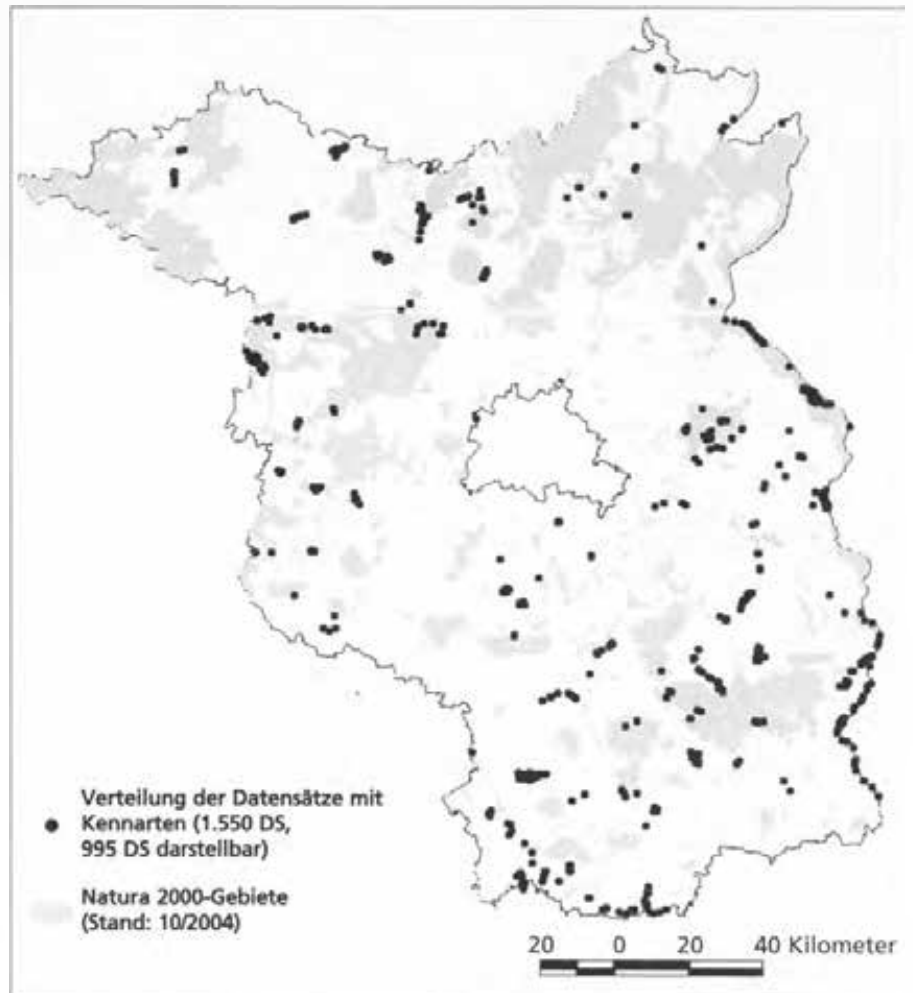 Verteilung der Datensätze mit
Kennarten (1.550 DS,
995 DS darstellbar)
Natura 2000-Gebiete
(Stand: 10/2004)
20 0 20 40 Kilometer